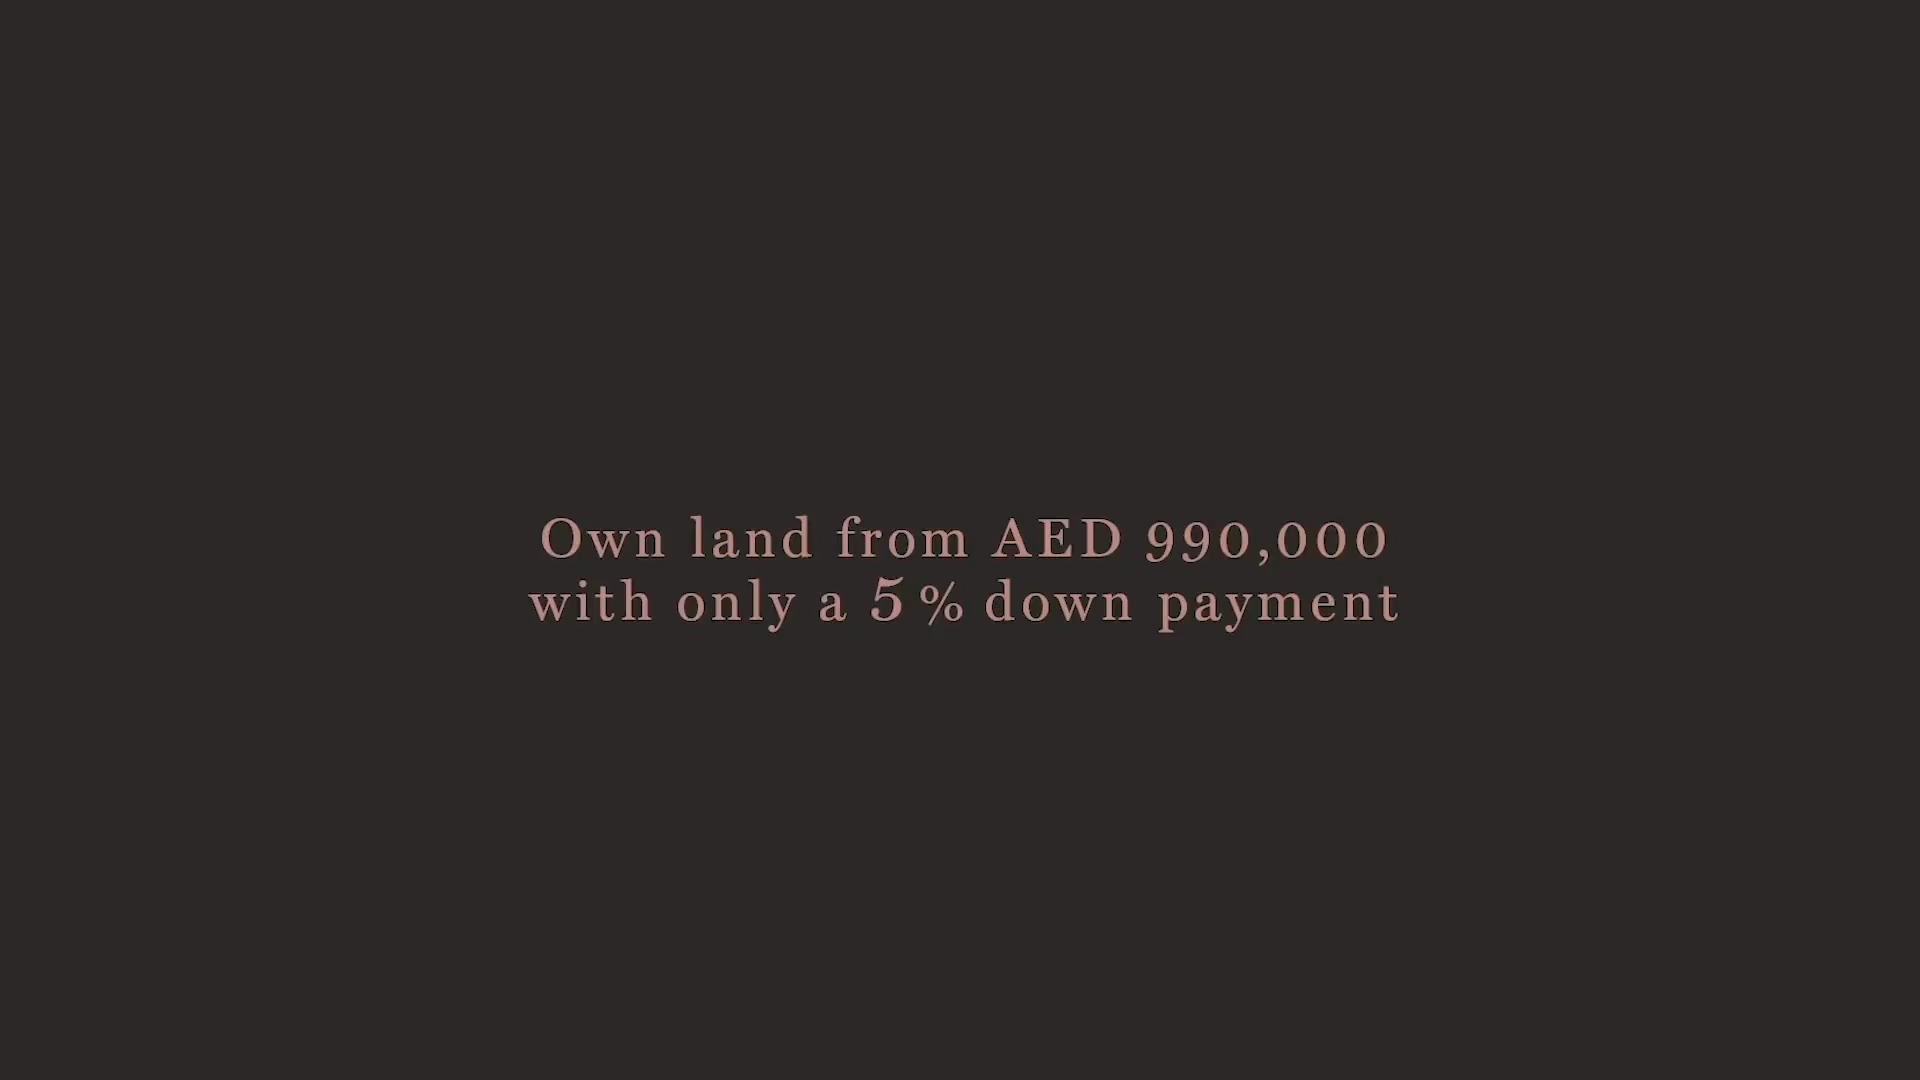 Own land from AED 990,000
with only a 5% down payment